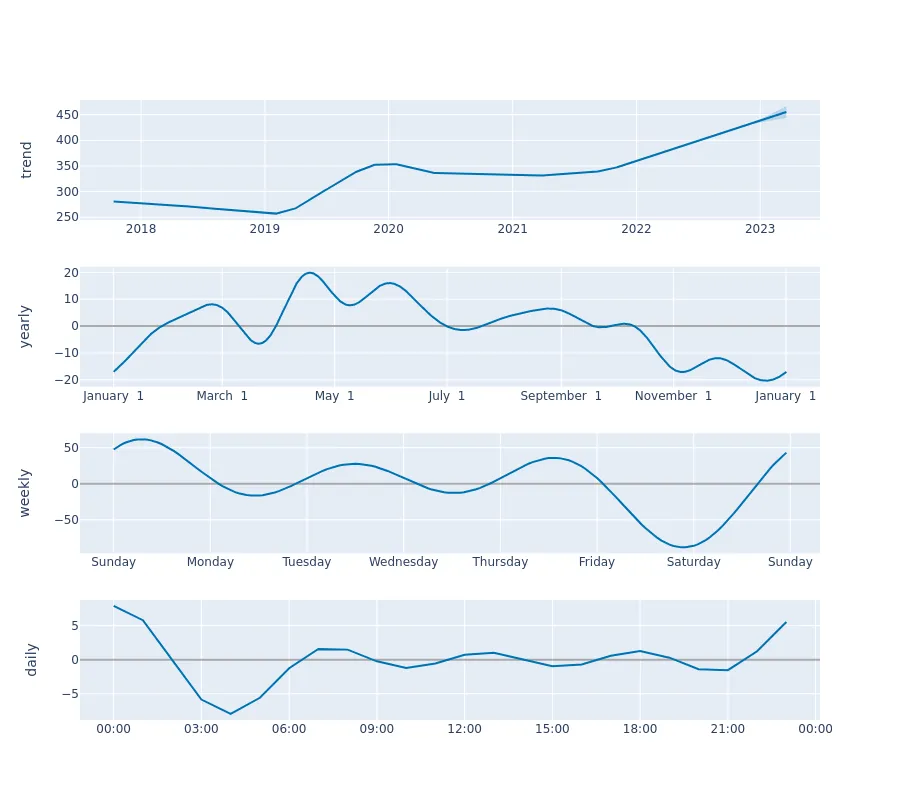 trend
450
400
350
300
250
2018 2019 2020 2021 2022 2023
yearly
20
10
0
−10
−20
January 1 March 1 May 1 July 1 September 1 November 1 January 1
weekly
50
0
−50
Sunday Monday Tuesday Wednesday Thursday Friday Saturday Sunday
daily
5
0
−5
00:00 03:00 06:00 09:00 12:00 15:00 18:00 21:00 00:00